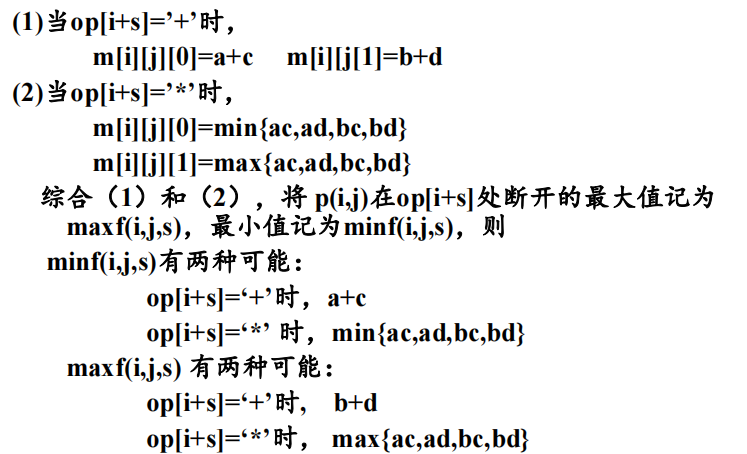 (1)当op[i+s]=’+’时，
m[i][j][0]=a+c m[i][j[1]=b+d
(2)当op[i+s]=’*’时，
m[i][j][0]=min{ac,ad,bc,bd}
m[i][j][1]=max{ac,ad,bc,bd}
综合（1）和（2），将 p(i,j)在op[i+s]处断开的最大值记为
maxf(i,j,s)，最小值记为minf(i,j,s)，则
minf(i,j,s)有两种可能：
op[i+s]=‘+’时，a+c
op[i+s]=‘*’ 时，min{ac,ad,bc,bd}
maxf(i,j,s) 有两种可能：
op[i+s]=‘+’时， b+d
op[i+s]=‘*’时， max{ac,ad,bc,bd}